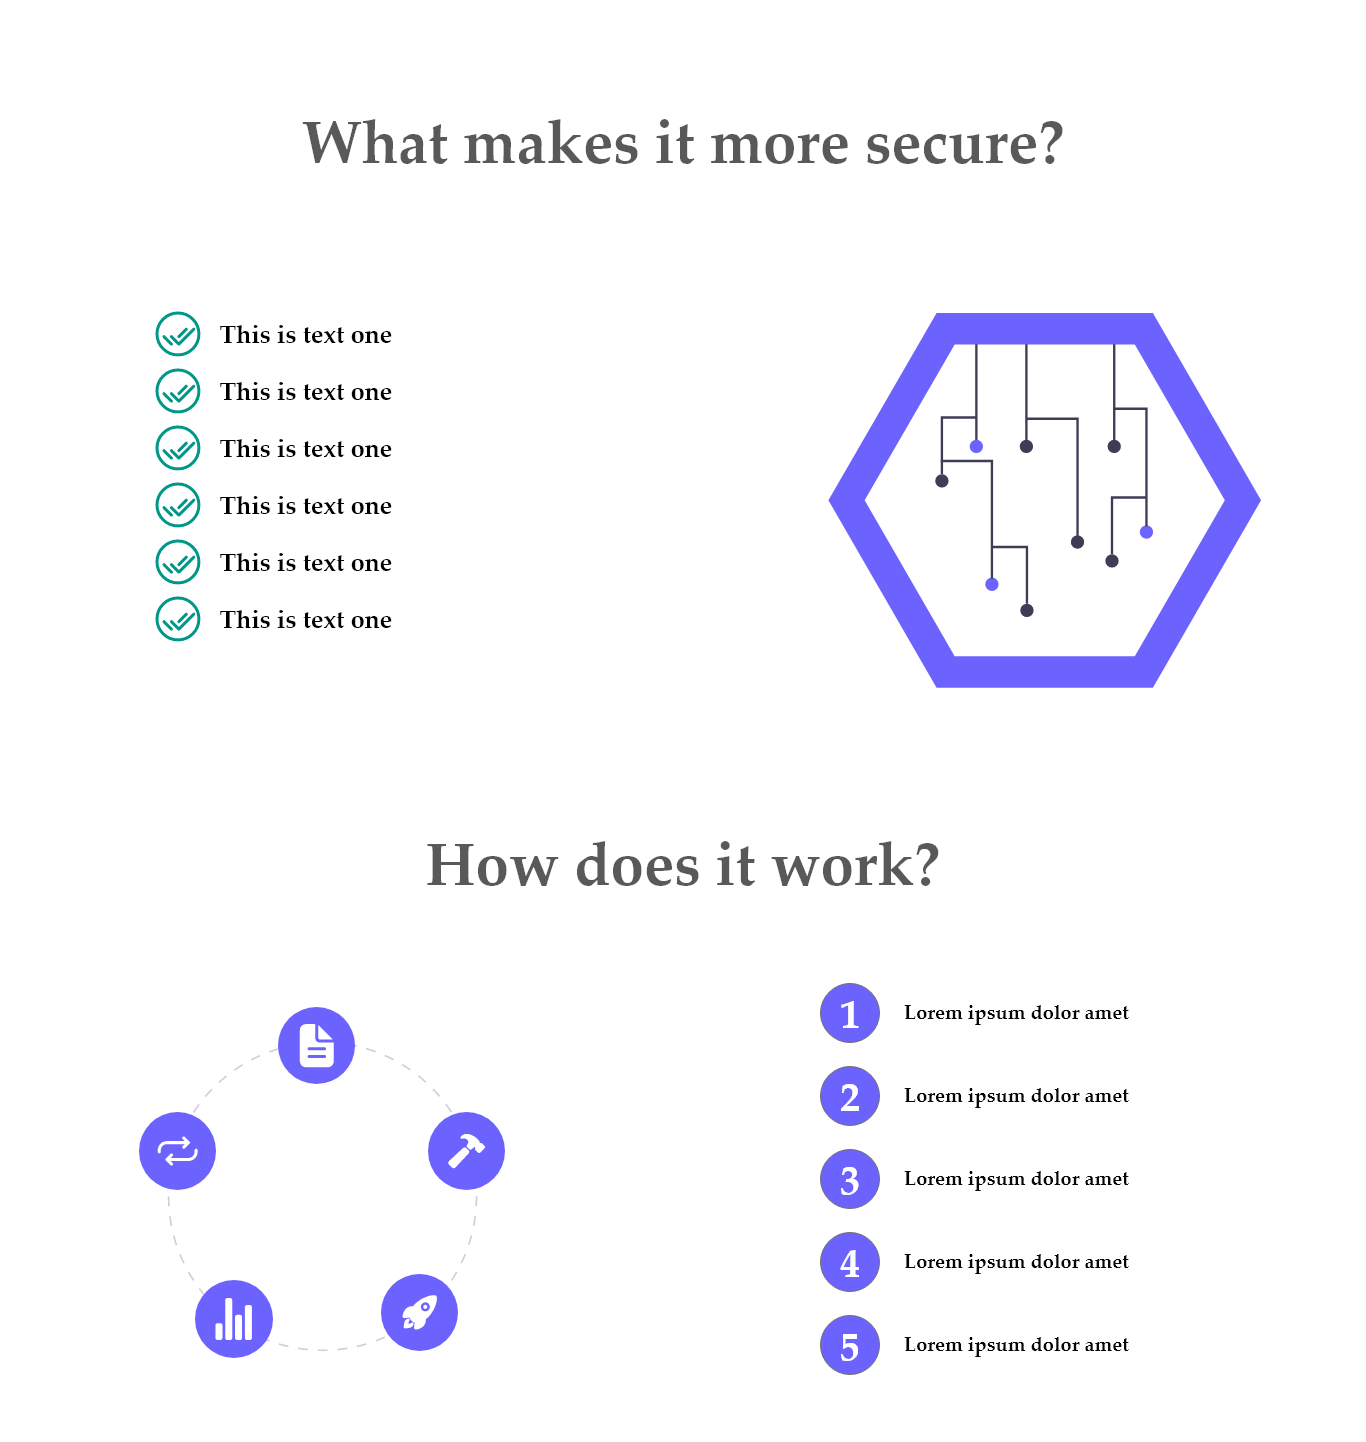 What makes it more secure?
This is text one
This is text one
This is text one
This is text one
This is text one
This is text one
How does it work?
1 Lorem ipsum dolor amet
2 Lorem ipsum dolor amet
3 Lorem ipsum dolor amet
4 Lorem ipsum dolor amet
5 Lorem ipsum dolor amet